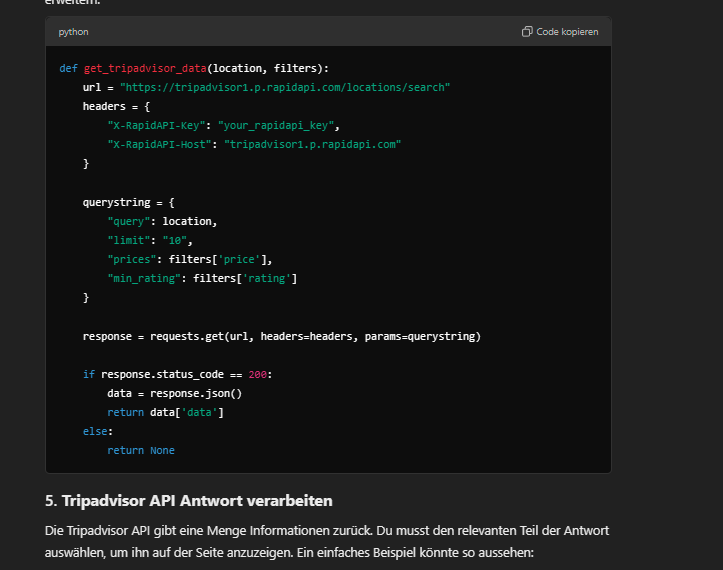 erweitern.
python
Code kopieren
def get_tripadvisor_data(location, filters):
    url = "https://tripadvisor1.p.rapidapi.com/locations/search"
    headers = {
        "X-RapidAPI-Key": "your_rapidapi_key",
        "X-RapidAPI-Host": "tripadvisor1.p.rapidapi.com"
    }
    querystring = {
        "query": location,
        "limit": "10",
        "prices": filters['price'],
        "min_rating": filters['rating']
    }
    response = requests.get(url, headers=headers, params=querystring)
    if response.status_code == 200:
        data = response.json()
        return data['data']
    else:
        return None
5. Tripadvisor API Antwort verarbeiten
Die Tripadvisor API gibt eine Menge Informationen zurück. Du musst den relevanten Teil der Antwort
auswählen, um ihn auf der Seite anzuzeigen. Ein einfaches Beispiel könnte so aussehen: